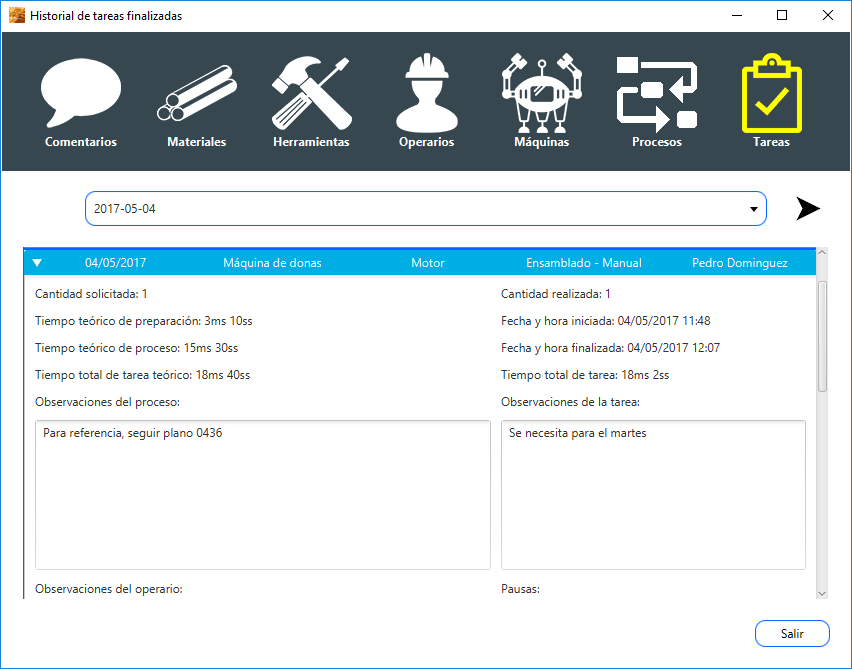 Historial de tareas finalizadas
Comentarios Materiales Herramientas Operarios Máquinas Procesos Tareas
2017-05-04
04/05/2017 Máquina de donas Motor Ensamblado - Manual Pedro Dominguez
Cantidad solicitada: 1 Cantidad realizada: 1
Tiempo teórico de preparación: 3ms 10ss Fecha y hora iniciada: 04/05/2017 11:48
Tiempo teórico de proceso: 15ms 30ss Fecha y hora finalizada: 04/05/2017 12:07
Tiempo total de tarea teórico: 18ms 40ss Tiempo total de tarea: 18ms 2ss
Observaciones del proceso: Observaciones de la tarea:
Para referencia, seguir plano 0436 Se necesita para el martes
Observaciones del operario: Pausas:
Salir